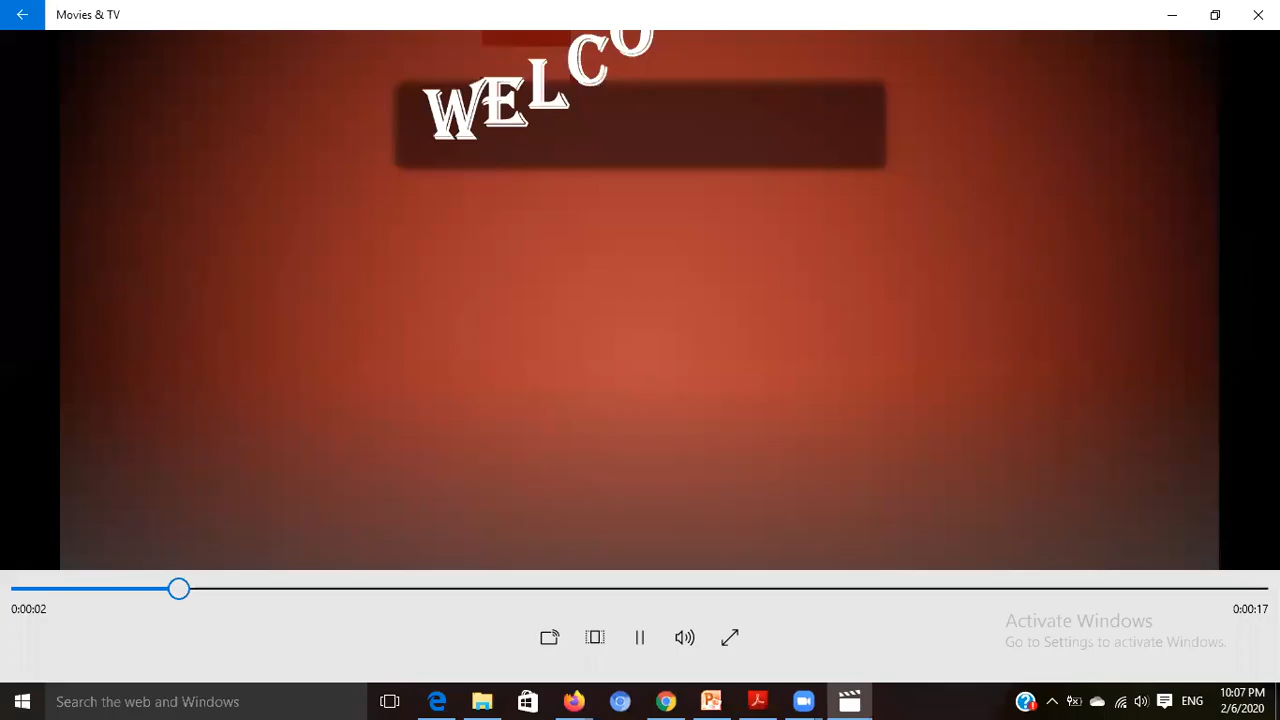 Movies & TV
WELCO
0:00:02
0:00:17
Activate Windows
Go to Settings to activate Windows.
Search the web and Windows
ENG
10:07 PM
2/6/2020